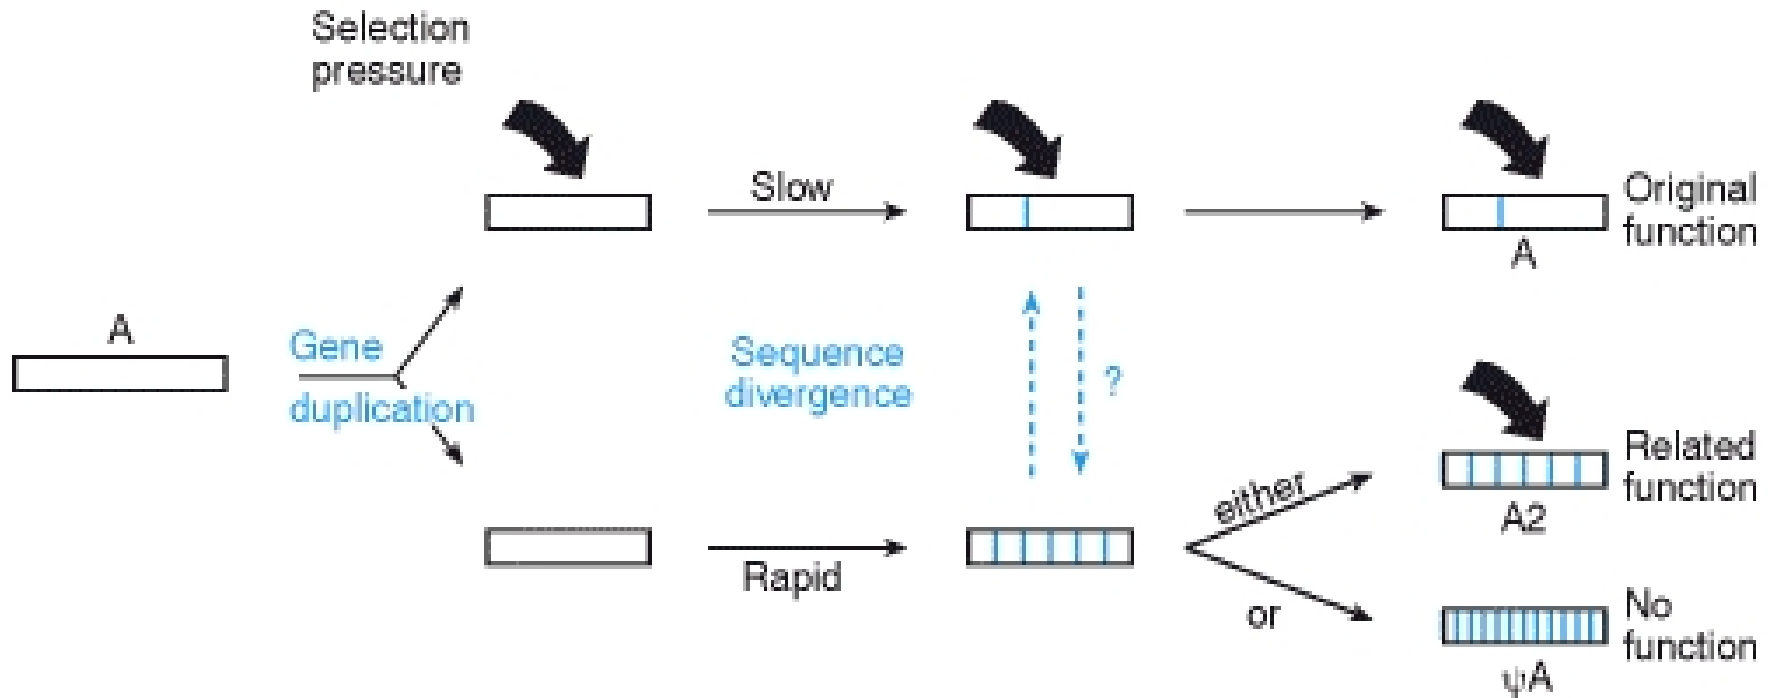 Selection
pressure
Slow
Original
function
A
A
Gene
duplication
Sequence
divergence
?
Related
function
either
A2
Rapid
or
No
function
ψA